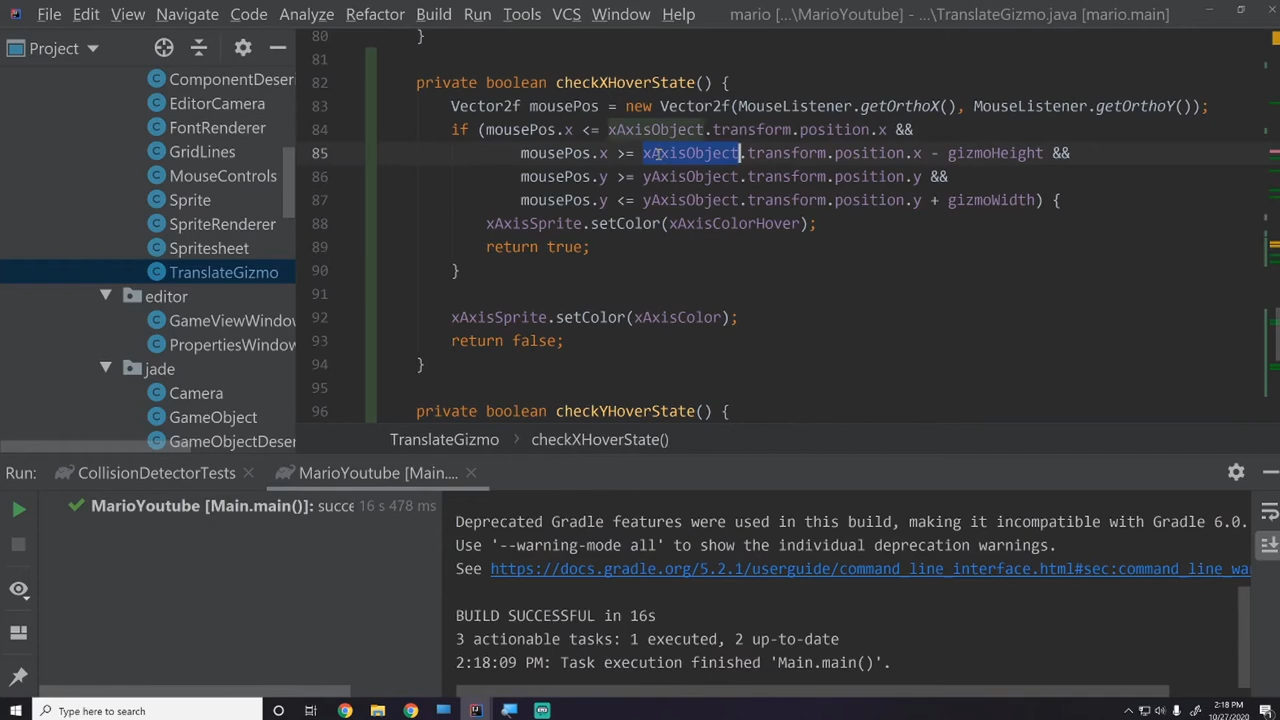 File Edit View Navigate Code Analyze Refactor Build Run Tools VCS Window Help mario [...\MarioYoutube] - ...\TranslateGizmo.java [mario.main]
Project
ComponentDeseri
EditorCamera
FontRenderer
GridLines
MouseControls
Sprite
SpriteRenderer
Spritesheet
TranslateGizmo
editor
GameViewWindow
PropertiesWindow
jade
Camera
GameObject
GameObjectDeser
80 }
81
82 private boolean checkXHoverState() {
83 Vector2f mousePos = new Vector2f(MouseListener.getOrthoX(), MouseListener.getOrthoY());
84 if (mousePos.x <= xAxisObject.transform.position.x &&
85 mousePos.x >= xAxisObject.transform.position.x - gizmoHeight &&
86 mousePos.y >= yAxisObject.transform.position.y &&
87 mousePos.y <= yAxisObject.transform.position.y + gizmoWidth) {
88 xAxisSprite.setColor(xAxisColorHover);
89 return true;
90 }
91
92 xAxisSprite.setColor(xAxisColor);
93 return false;
94 }
95
96 private boolean checkYHoverState() {
TranslateGizmo › checkXHoverState()
Run: CollisionDetectorTests × MarioYoutube [Main.... ×
MarioYoutube [Main.main()]: succe 16 s 478 ms
Deprecated Gradle features were used in this build, making it incompatible with Gradle 6.0.
Use '--warning-mode all' to show the individual deprecation warnings.
See https://docs.gradle.org/5.2.1/userguide/command_line_interface.html#sec:command_line_wa
BUILD SUCCESSFUL in 16s
3 actionable tasks: 1 executed, 2 up-to-date
2:18:09 PM: Task execution finished 'Main.main()'.
Type here to search
2:18 PM
10/27/2020